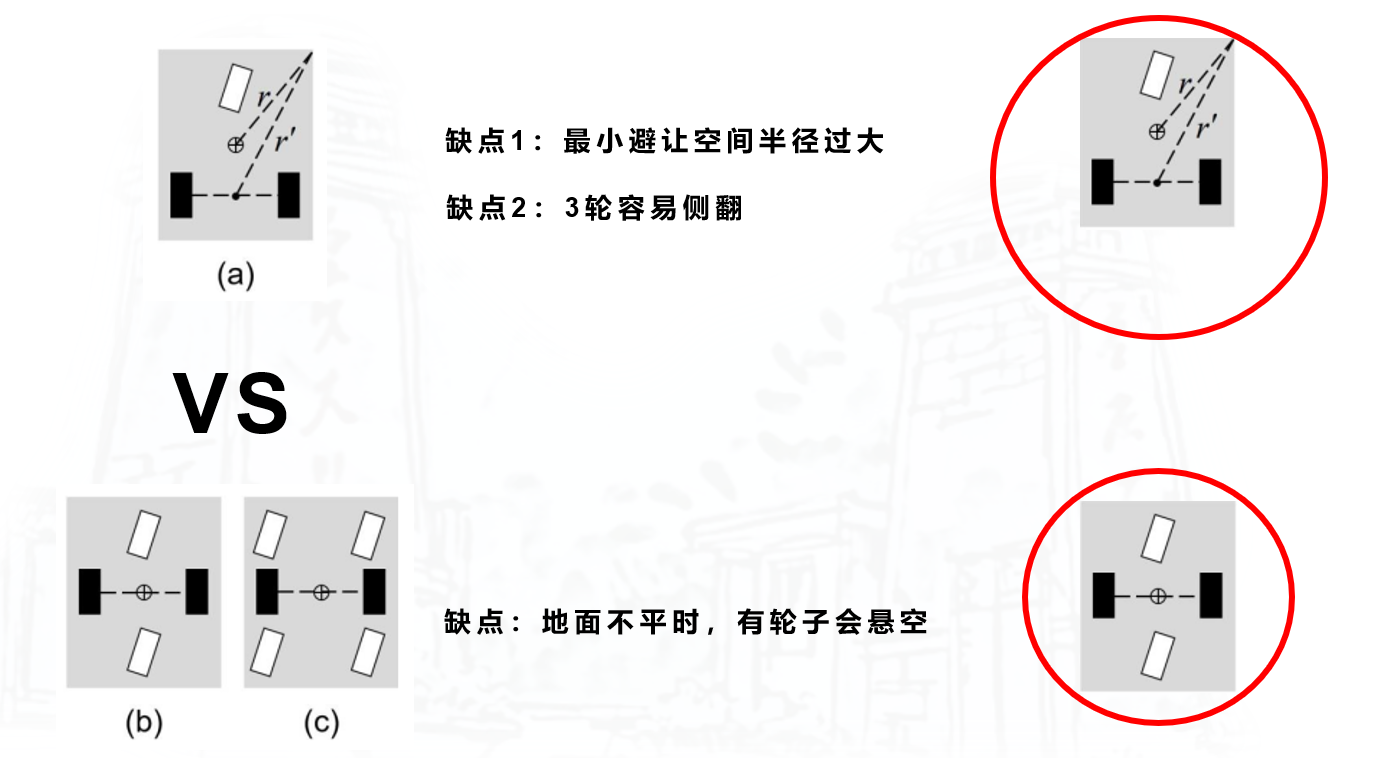 r
r'
(a)
缺点1：最小避让空间半径过大
缺点2：3轮容易侧翻
r
r'
VS
(b)
(c)
缺点：地面不平时，有轮子会悬空